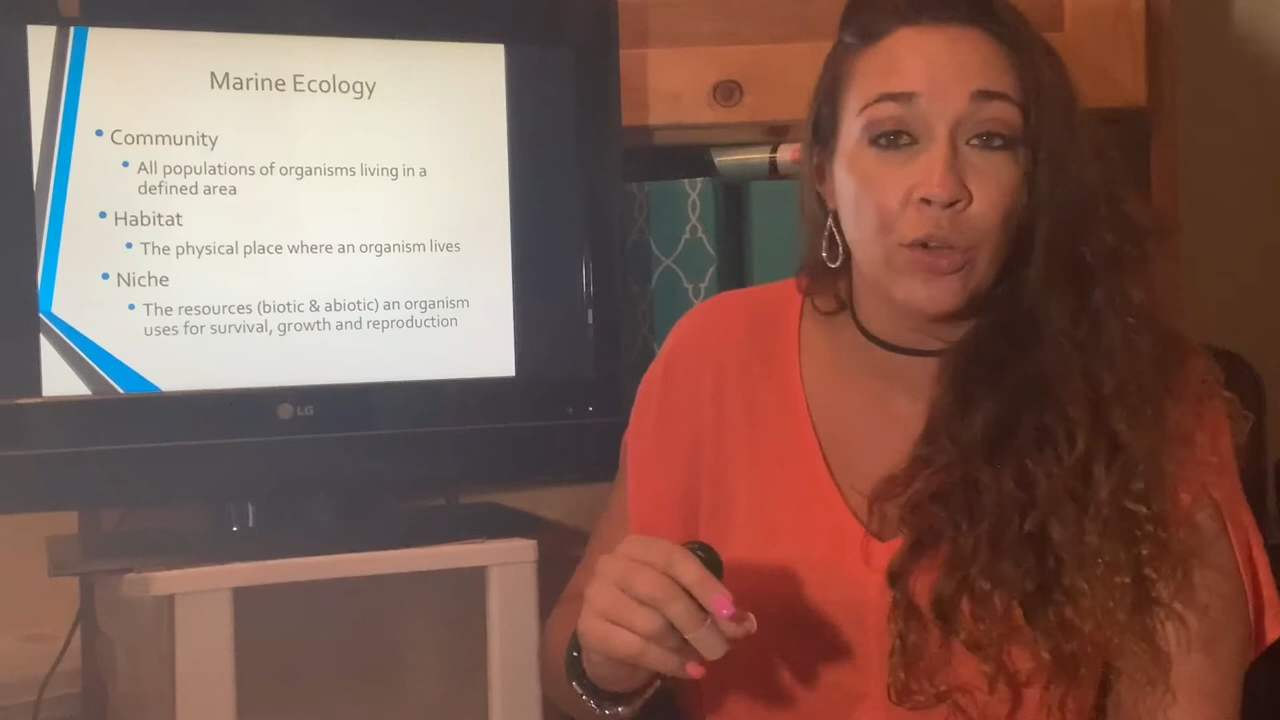 Marine Ecology
• Community
• All populations of organisms living in a
defined area
• Habitat
• The physical place where an organism lives
• Niche
• The resources (biotic & abiotic) an organism
uses for survival, growth and reproduction
LG